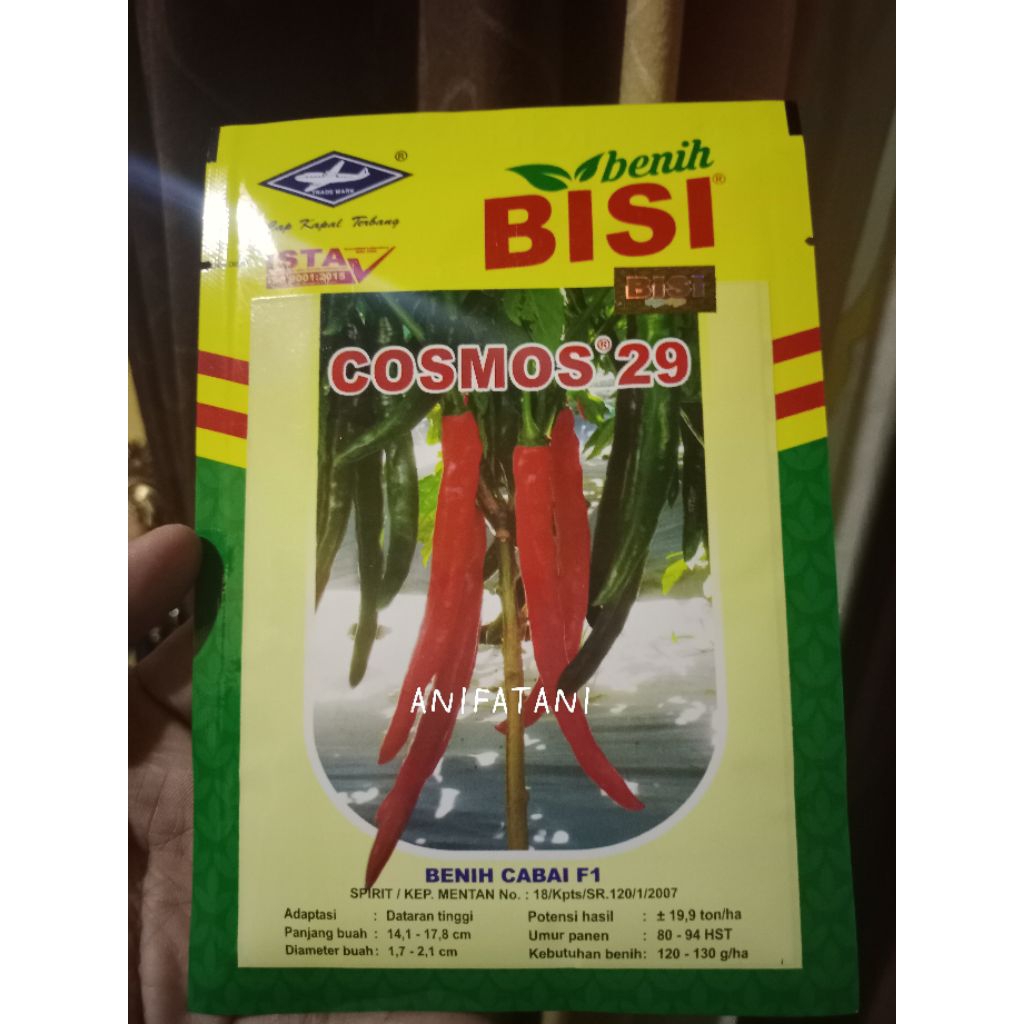 benih
BISI®
®
TRADE MARK
Cap Kapal Terbang
ISTA
9001:2015
BISI
COSMOS® 29
ANIFATANI
BENIH CABAI F1
SPIRIT / KEP. MENTAN No. : 18/Kpts/SR.120/1/2007
Adaptasi : Dataran tinggi
Panjang buah : 14,1 - 17,8 cm
Diameter buah : 1,7 - 2,1 cm
Potensi hasil : ± 19,9 ton/ha
Umur panen : 80 - 94 HST
Kebutuhan benih: 120 - 130 g/ha